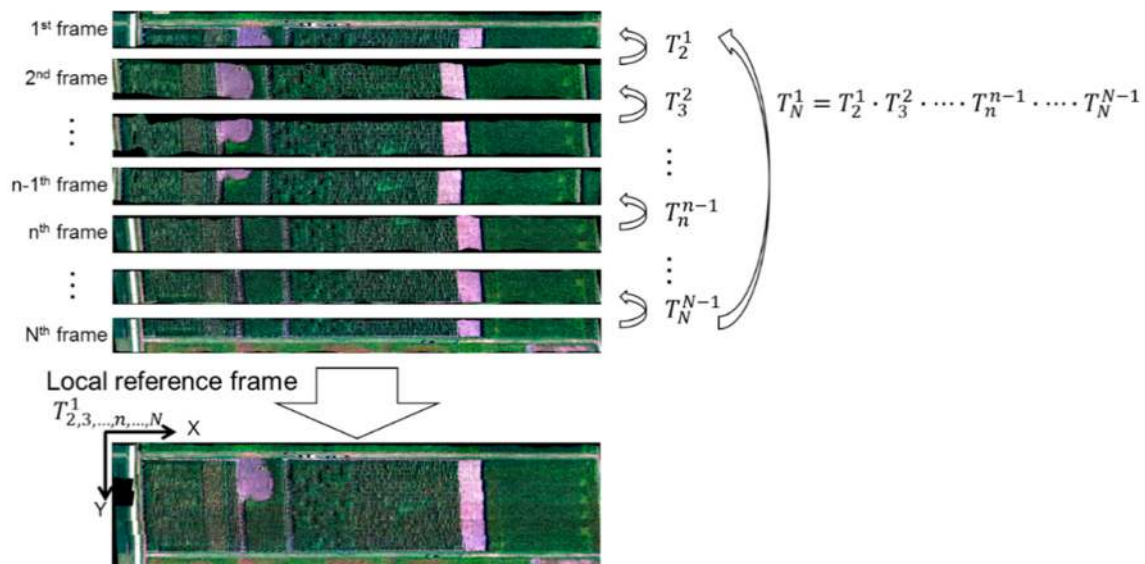 1st frame
T_2^1
2nd frame
T_3^2
T_N^1 = T_2^1 · T_3^2 · ⋯ · T_n^{n-1} · ⋯ · T_N^{N-1}
⋮
⋮
n-1th frame
T_n^{n-1}
nth frame
⋮
⋮
T_N^{N-1}
Nth frame
Local reference frame
T_{2,3,...,n,...,N}^1
X
Y